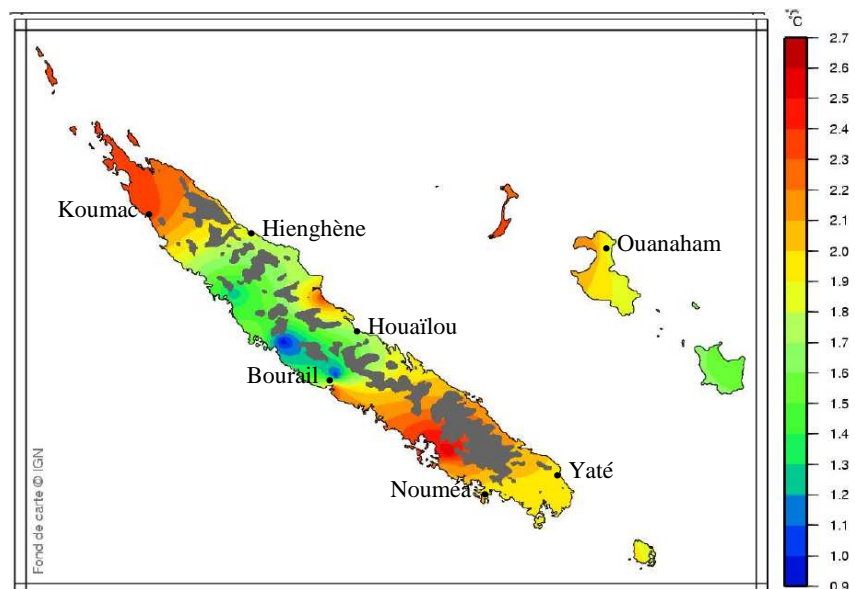 °C
2.7
2.6
2.5
2.4
2.3
2.2
2.1
2.0
1.9
1.8
1.7
1.6
1.5
1.4
1.3
1.2
1.1
1.0
0.9
Koumac
Hienghène
Ouanaham
Houaïlou
Bourail
Yaté
Nouméa
Fond de carte © IGN